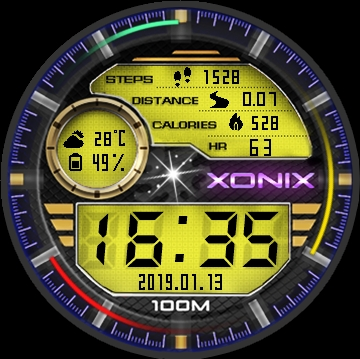 STEPS 1528
DISTANCE 0.07
CALORIES 528
HR 63
28°C
49%
XONIX
16:35
2019.01.13
100M